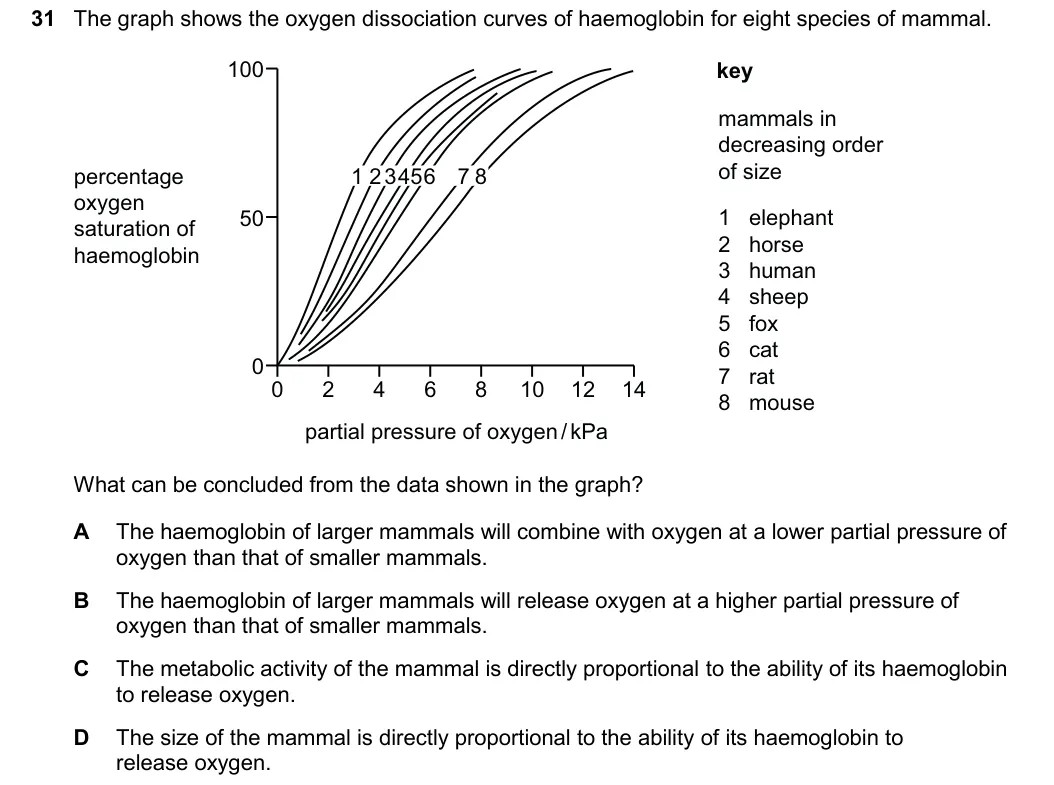 31 The graph shows the oxygen dissociation curves of haemoglobin for eight species of mammal.
100
50
0
percentage
oxygen
saturation of
haemoglobin
1 2 3 4 5 6 7 8
0 2 4 6 8 10 12 14
partial pressure of oxygen / kPa
key
mammals in
decreasing order
of size
1 elephant
2 horse
3 human
4 sheep
5 fox
6 cat
7 rat
8 mouse
What can be concluded from the data shown in the graph?
A The haemoglobin of larger mammals will combine with oxygen at a lower partial pressure of
oxygen than that of smaller mammals.
B The haemoglobin of larger mammals will release oxygen at a higher partial pressure of
oxygen than that of smaller mammals.
C The metabolic activity of the mammal is directly proportional to the ability of its haemoglobin
to release oxygen.
D The size of the mammal is directly proportional to the ability of its haemoglobin to
release oxygen.